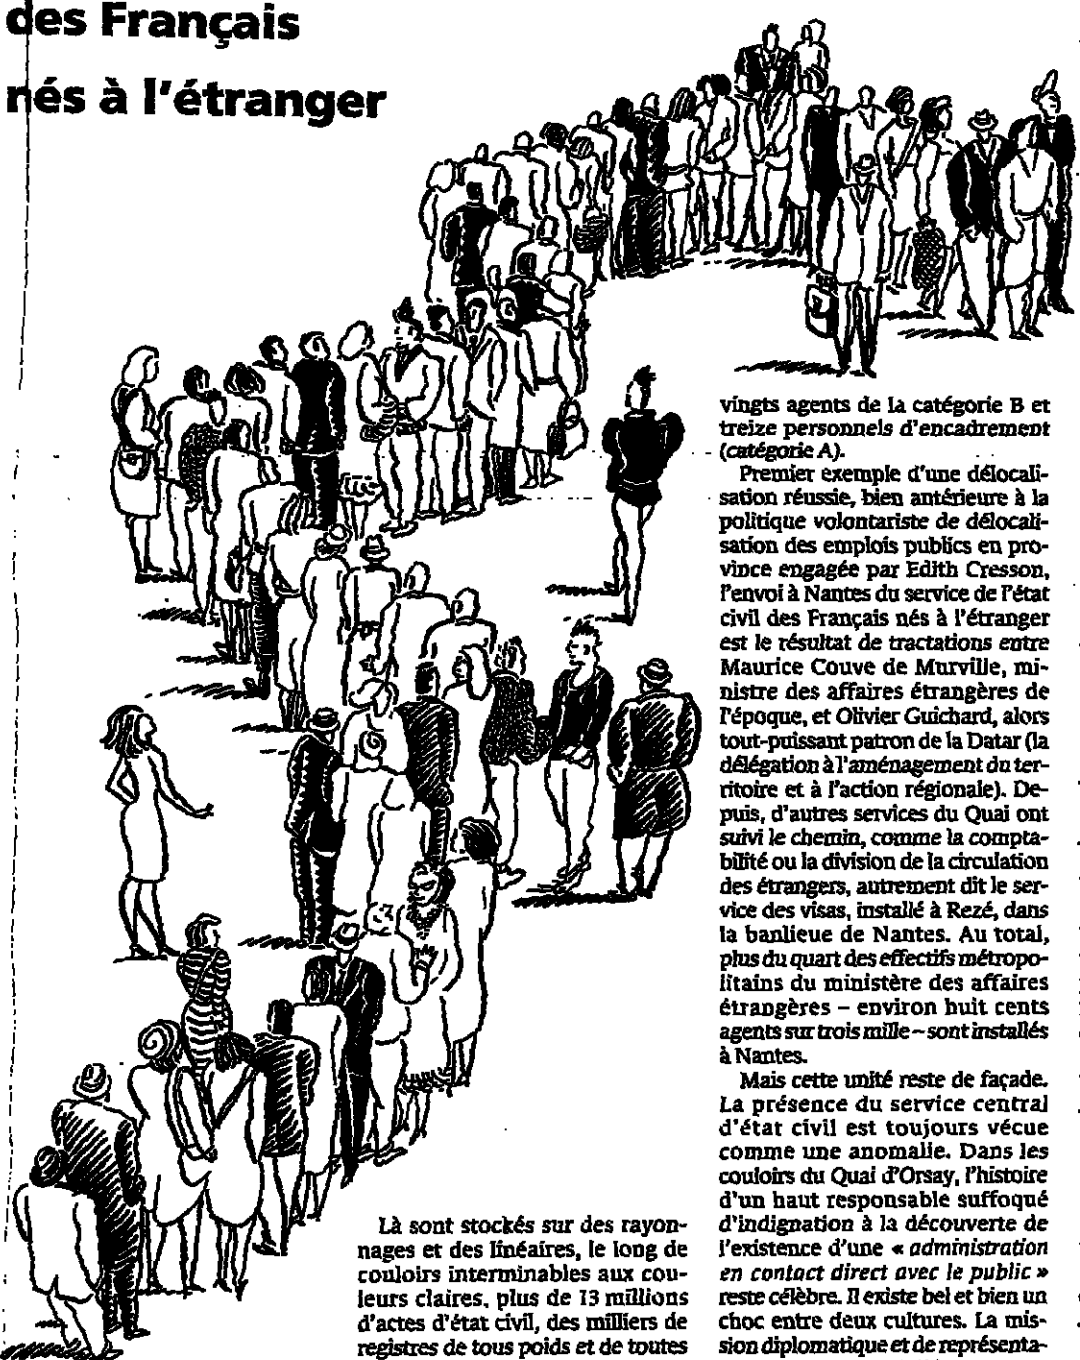 des Français
nés à l'étranger
Là sont stockés sur des rayon-
nages et des linéaires, le long de
couloirs interminables aux cou-
leurs claires, plus de 13 millions
d'actes d'état civil, des milliers de
registres de tous poids et de toutes
vingts agents de la catégorie B et
treize personnels d'encadrement
(catégorie A).
Premier exemple d'une délocali-
sation réussie, bien antérieure à la
politique volontariste de délocali-
sation des emplois publics en pro-
vince engagée par Edith Cresson,
l'envoi à Nantes du service de l'état
civil des Français nés à l'étranger
est le résultat de tractations entre
Maurice Couve de Murville, mi-
nistre des affaires étrangères de
l'époque, et Olivier Guichard, alors
tout-puissant patron de la Datar (la
délégation à l'aménagement du ter-
ritoire et à l'action régionale). De-
puis, d'autres services du Quai ont
suivi le chemin, comme la compta-
bilité ou la division de la circulation
des étrangers, autrement dit le ser-
vice des visas, installé à Rezé, dans
la banlieue de Nantes. Au total,
plus du quart des effectifs métropo-
litains du ministère des affaires
étrangères – environ huit cents
agents sur trois mille – sont installés
à Nantes.
Mais cette unité reste de façade.
La présence du service central
d'état civil est toujours vécue
comme une anomalie. Dans les
couloirs du Quai d'Orsay, l'histoire
d'un haut responsable suffoqué
d'indignation à la découverte de
l'existence d'une « administration
en contact direct avec le public »
reste célèbre. Il existe bel et bien un
choc entre deux cultures. La mis-
sion diplomatique et de représenta-